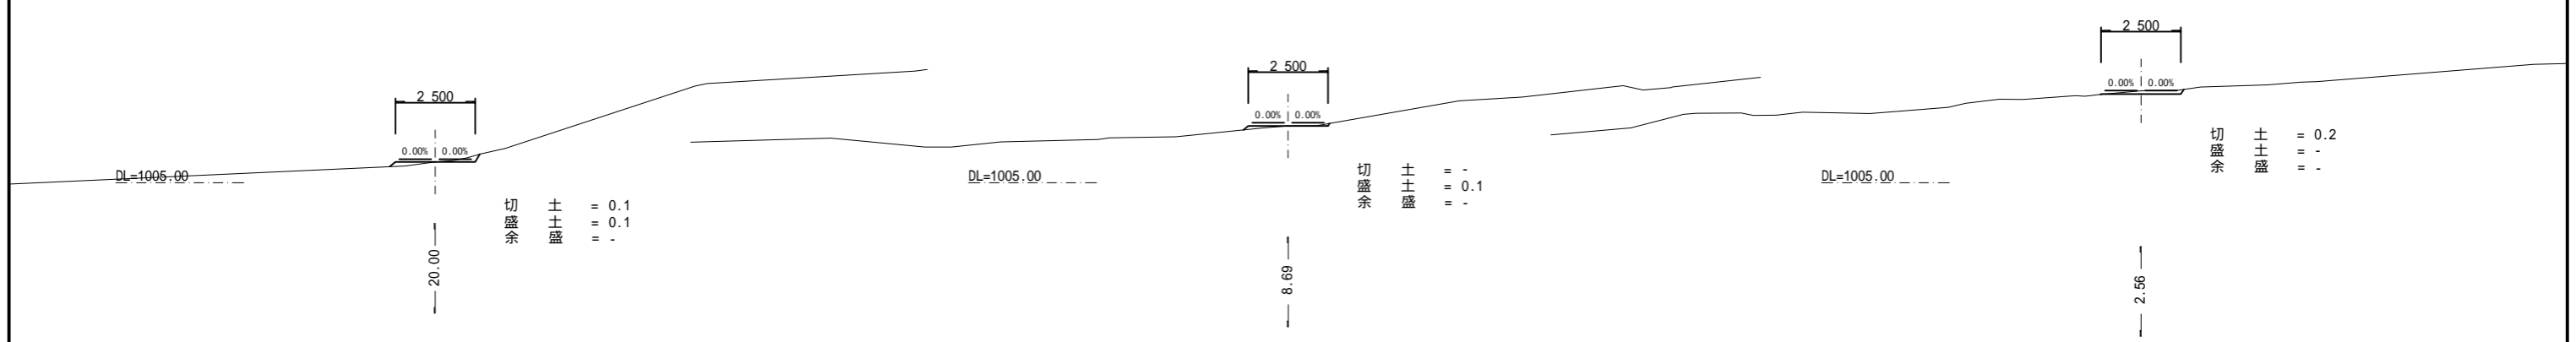 2 500
0.00% 0.00%
DL=1005.00
切 土 = 0.1
盛 土 = 0.1
余 盛 = -
20.00
2 500
0.00% 0.00%
DL=1005.00
切 土 = -
盛 土 = 0.1
余 盛 = -
8.69
2 500
0.00% 0.00%
DL=1005.00
切 土 = 0.2
盛 土 = -
余 盛 = -
2.56